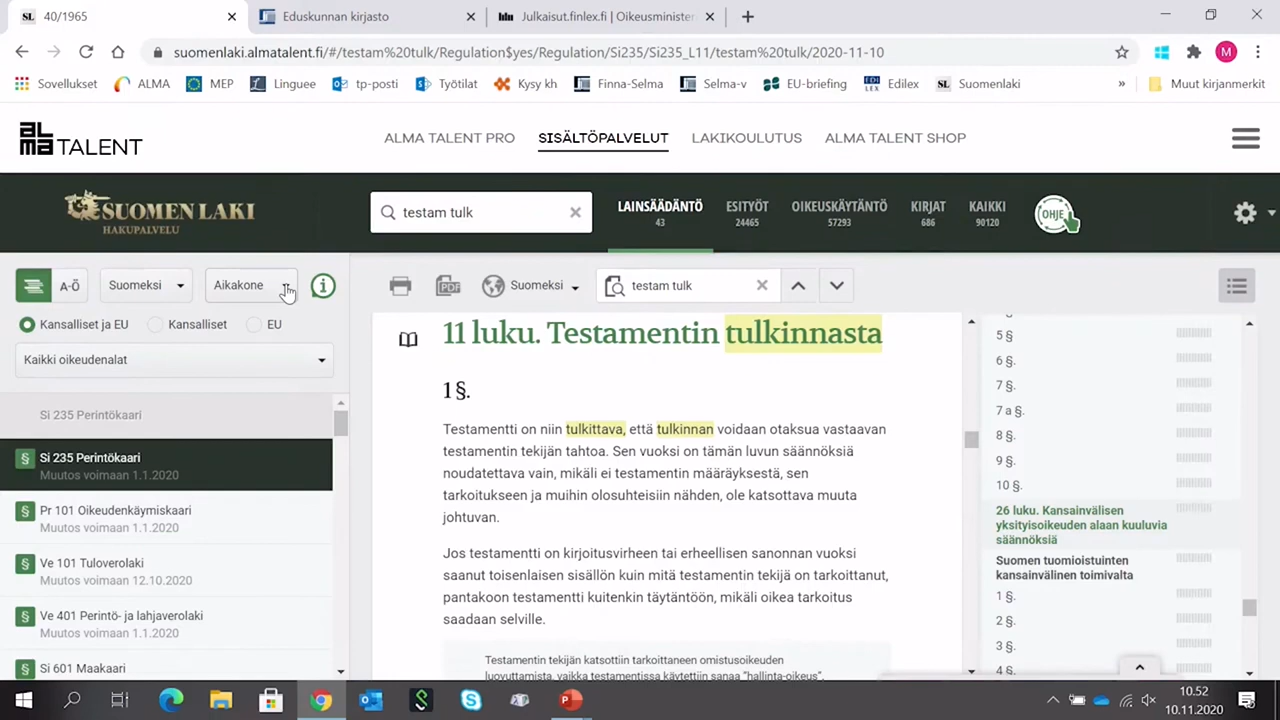 40/1965
Eduskunnan kirjasto
Julkaisut.finlex.fi | Oikeusminister
suomenlaki.almatalent.fi/#/testam%20tulk/Regulation$yes/Regulation/Si235/Si235_L11/testam%20tulk/2020-11-10
M
Sovellukset ALMA MEP Linguee tp-posti Työtilat Kysy kh Finna-Selma Selma-v EU-briefing Edilex Suomenlaki » Muut kirjanmerkit
ALMA TALENT
ALMA TALENT PRO SISÄLTÖPALVELUT LAKIKOULUTUS ALMA TALENT SHOP
SUOMEN LAKI
HAKUPALVELU
testam tulk
LAINSÄÄDÄNTÖ ESITYÖT OIKEUSKÄYTÄNTÖ KIRJAT KAIKKI
43 24465 57293 686 90120
OHJE
A-Ö Suomeksi Aikakone
Suomeksi testam tulk
Kansalliset ja EU Kansalliset EU
Kaikki oikeudenalat
Si 235 Perintökaari
Si 235 Perintökaari
Muutos voimaan 1.1.2020
Pr 101 Oikeudenkäymiskaari
Muutos voimaan 1.1.2020
Ve 101 Tuloverolaki
Muutos voimaan 12.10.2020
Ve 401 Perintö- ja lahjaverolaki
Muutos voimaan 1.1.2020
Si 601 Maakaari
11 luku. Testamentin tulkinnasta
1 §.
Testamentti on niin tulkittava, että tulkinnan voidaan otaksua vastaavan
testamentin tekijän tahtoa. Sen vuoksi on tämän luvun säännöksiä
noudatettava vain, mikäli ei testamentin määräyksestä, sen
tarkoitukseen ja muihin olosuhteisiin nähden, ole katsottava muuta
johtuvan.
Jos testamentti on kirjoitusvirheen tai erheellisen sanonnan vuoksi
saanut toisenlaisen sisällön kuin mitä testamentin tekijä on tarkoittanut,
pantakoon testamentti kuitenkin täytäntöön, mikäli oikea tarkoitus
saadaan selville.
Testamentin tekijän katsottiin tarkoittaneen omistusoikeuden
luovuttamista, vaikka testamentissa käytettiin sanaa "hallinta-oikeus".
5 §
6 §.
7 §.
7 a §.
8 §.
9 §.
10 §.
26 luku. Kansainvälisen
yksityisoikeuden alaan kuuluvia
säännöksiä
Suomen tuomioistuinten
kansainvälinen toimivalta
1 §.
2 §.
3 §.
4 §.
10.52
10.11.2020